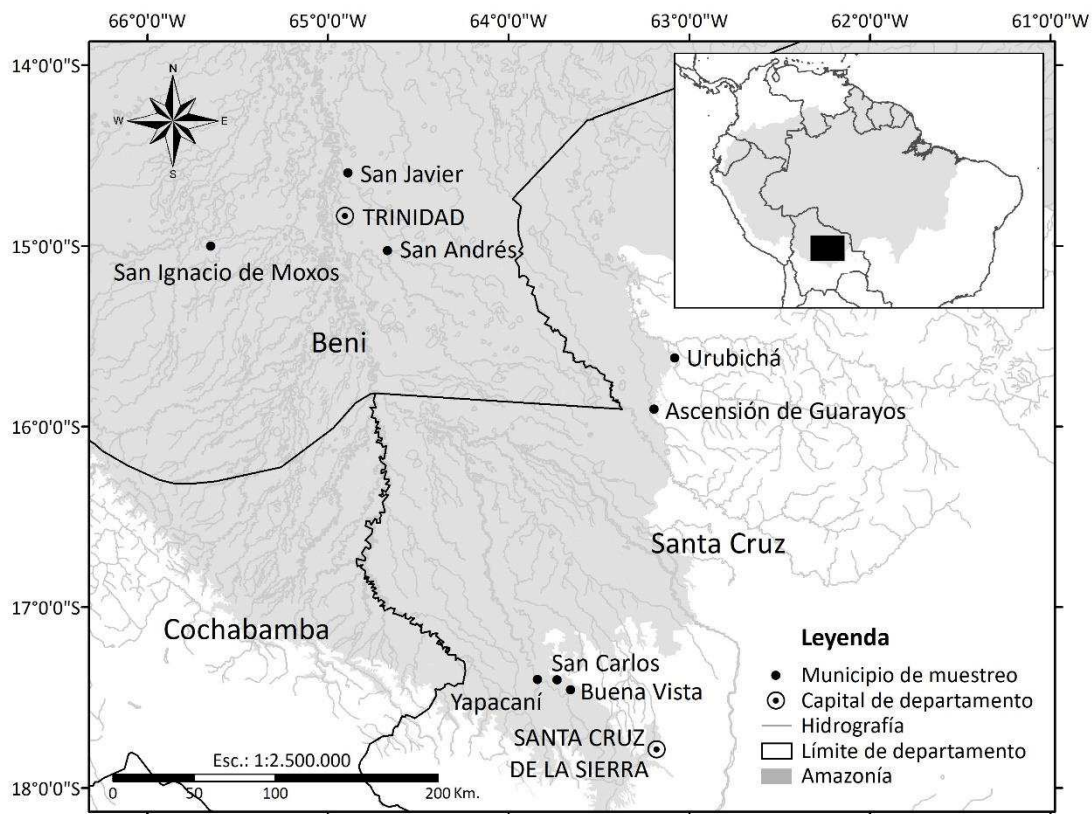 66°0'0"W 65°0'0"W 64°0'0"W 63°0'0"W 62°0'0"W 61°0'0"W
14°0'0"S
15°0'0"S
16°0'0"S
17°0'0"S
18°0'0"S
N
W E
S
San Javier
TRINIDAD
San Andrés
San Ignacio de Moxos
Beni
Urubichá
Ascensión de Guarayos
Santa Cruz
Cochabamba
San Carlos
Buena Vista
Yapacaní
SANTA CRUZ
DE LA SIERRA
Esc.: 1:2.500.000
0 50 100 200 Km.
Leyenda
Municipio de muestreo
Capital de departamento
Hidrografía
Límite de departamento
Amazonía